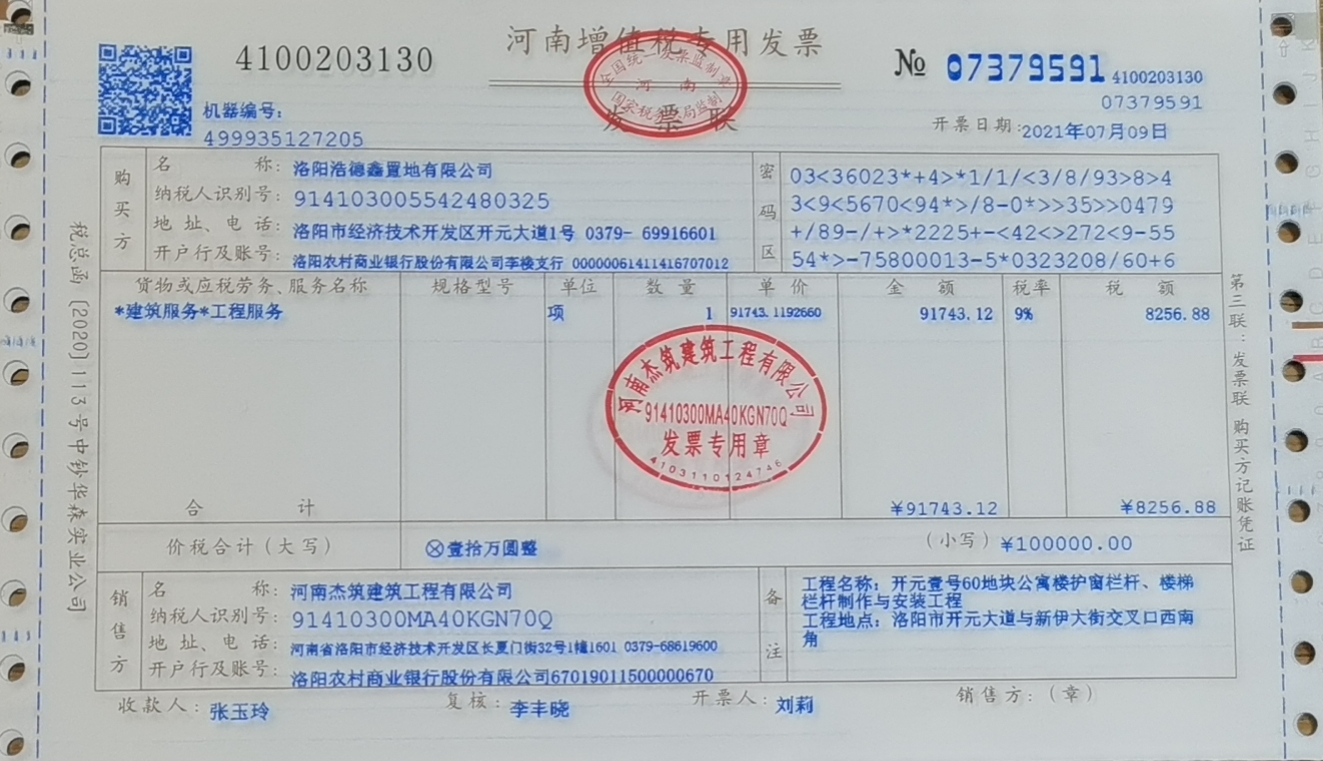 河南增值税专用发票
4100203130
№ 07379591 4100203130
07379591
全国统一发票监制章
河南
国家税务总局监制
发票联
机器编号:
499935127205
开票日期: 2021年07月09日
购买方
名称: 洛阳浩德鑫置地有限公司
纳税人识别号: 914103005542480325
地址、电话: 洛阳市经济技术开发区开元大道1号 0379- 69916601
开户行及账号: 洛阳农村商业银行股份有限公司李楼支行 00000061411416707012
密码区
03<36023*+4>*1/1/<3/8/93>8>4
3<9<5670<94*>/8-0*>>35>>0479
+/89-/+>*2225+-<42<>272<9-55
54*>-75800013-5*0323208/60+6
货物或应税劳务、服务名称 规格型号 单位 数量 单价 金额 税率 税额
*建筑服务*工程服务 项 1 91743.1192660 91743.12 9% 8256.88
河南杰筑建筑工程有限公司
91410300MA40KGN70Q
发票专用章
4103110124746
合计 ¥91743.12 ¥8256.88
价税合计(大写) ⊗壹拾万圆整 (小写) ¥100000.00
销售方
名称: 河南杰筑建筑工程有限公司
纳税人识别号: 91410300MA40KGN70Q
地址、电话: 河南省洛阳市经济技术开发区长厦门街32号1幢1601 0379-68619600
开户行及账号: 洛阳农村商业银行股份有限公司67019011500000670
备注
工程名称: 开元壹号60地块公寓楼护窗栏杆、楼梯
栏杆制作与安装工程
工程地点: 洛阳市开元大道与新伊大街交叉口西南
角
收款人: 张玉玲 复核: 李丰晓 开票人: 刘莉 销售方:(章)
税总函〔2020〕113号中钞华森实业公司
第三联:发票联 购买方记账凭证